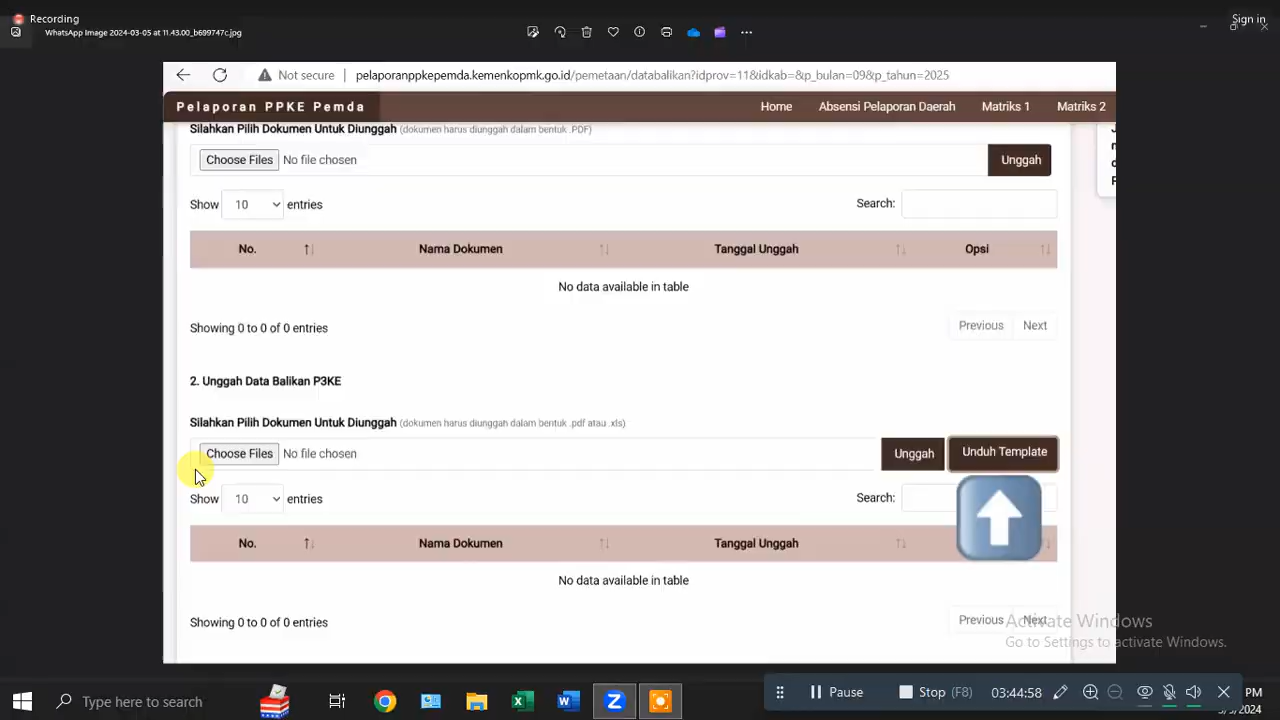 Recording
Sign in
WhatsApp Image 2024-03-05 at 11.43.00_b699747c.jpg
Not secure pelaporanppkepemda.kemenkopmk.go.id/pemetaan/databalikan?idprov=11&idkab=&p_bulan=09&p_tahun=2025
Pelaporan PPKE Pemda Home Absensi Pelaporan Daerah Matriks 1 Matriks 2
Silahkan Pilih Dokumen Untuk Diunggah (dokumen harus diunggah dalam bentuk .PDF)
Choose Files No file chosen Unggah
Show 10 entries Search:
No. Nama Dokumen Tanggal Unggah Opsi
No data available in table
Showing 0 to 0 of 0 entries Previous Next
2. Unggah Data Balikan P3KE
Silahkan Pilih Dokumen Untuk Diunggah (dokumen harus diunggah dalam bentuk .pdf atau .xls)
Choose Files No file chosen Unggah Unduh Template
Show 10 entries Search:
No. Nama Dokumen Tanggal Unggah
No data available in table
Showing 0 to 0 of 0 entries Previous Next
Activate Windows
Go to Settings to activate Windows.
Type here to search
Pause Stop (F8) 03:44:58
PM